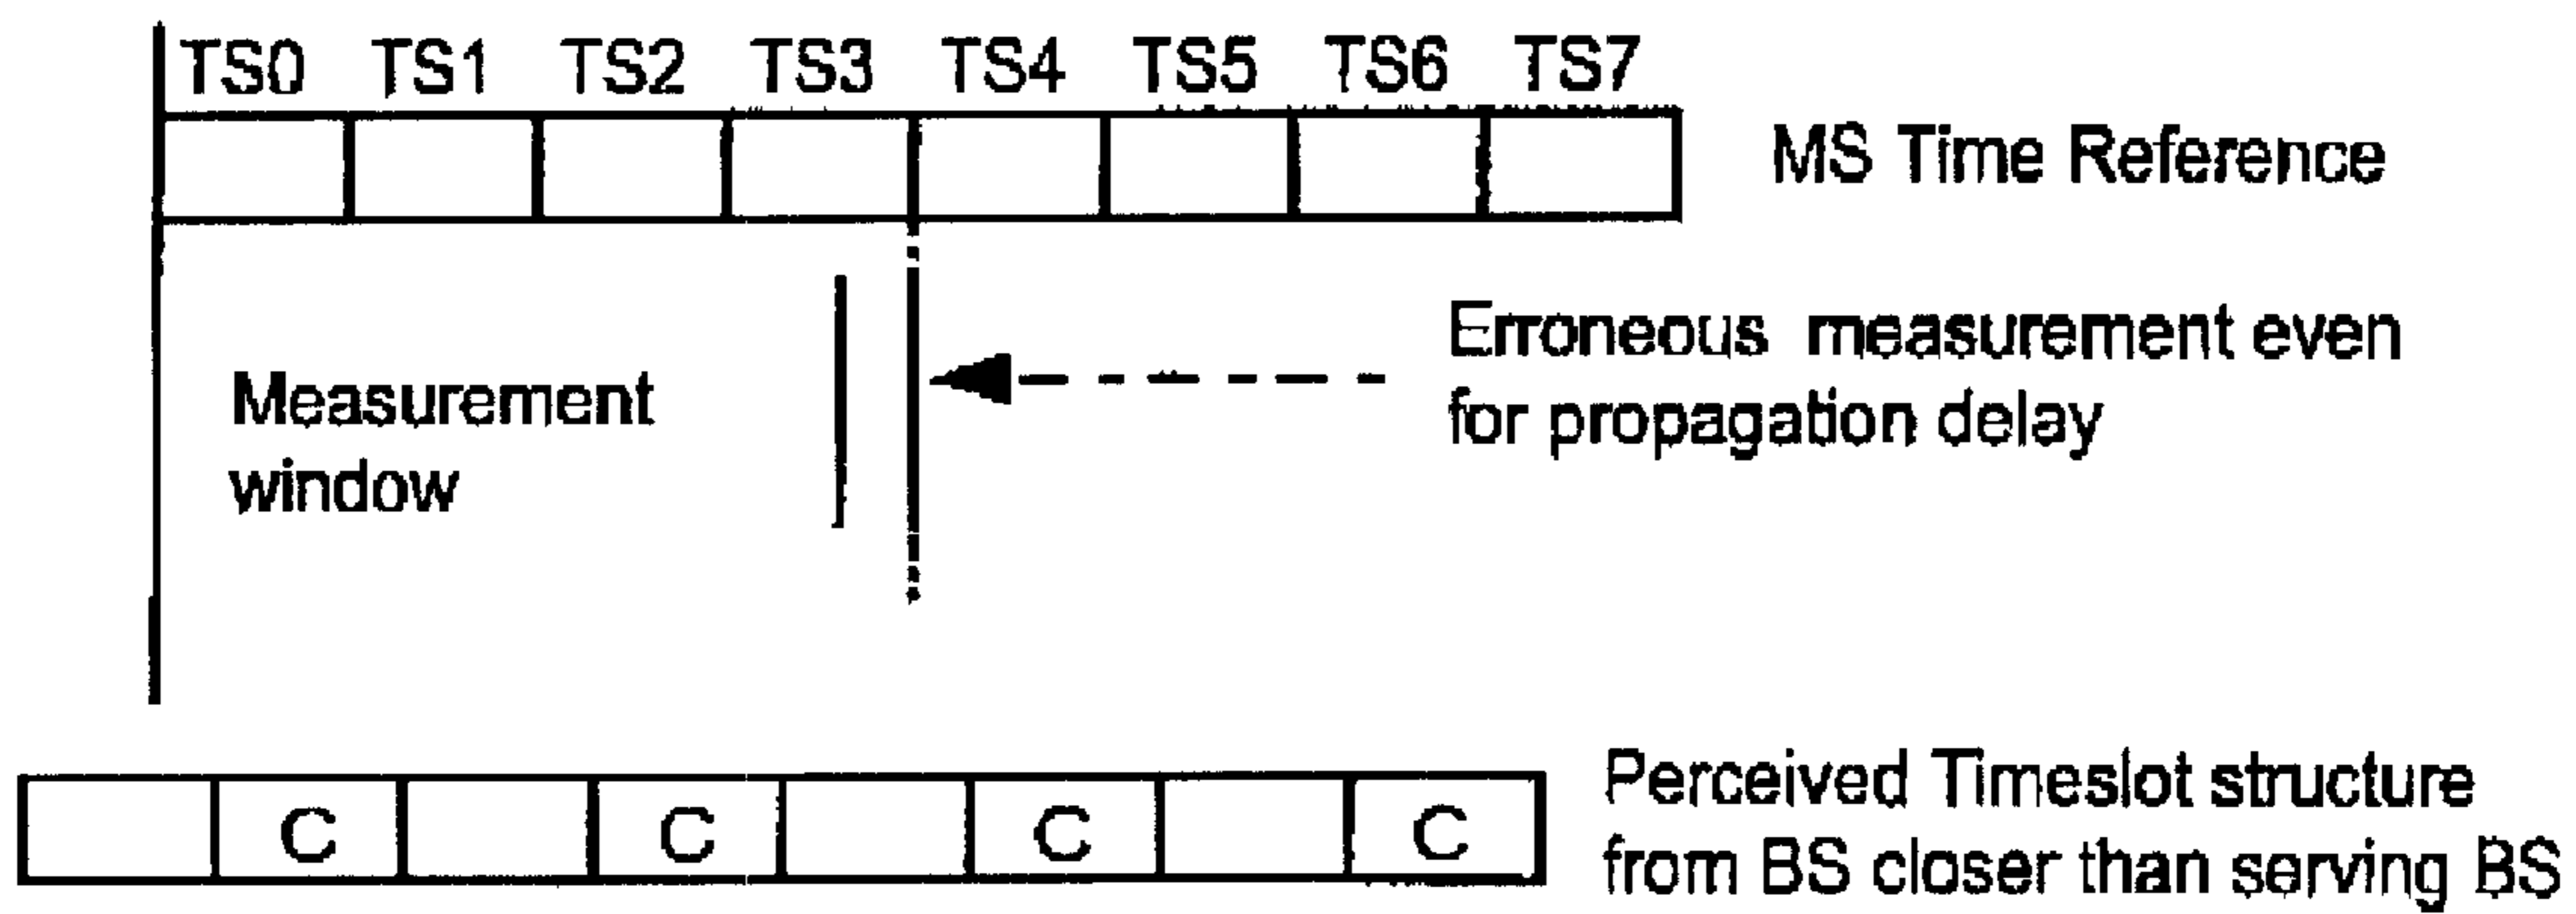 TS0 TS1 TS2 TS3 TS4 TS5 TS6 TS7
MS Time Reference
Measurement
window
Erroneous measurement even
for propagation delay
C C C C
Perceived Timeslot structure
from BS closer than serving BS